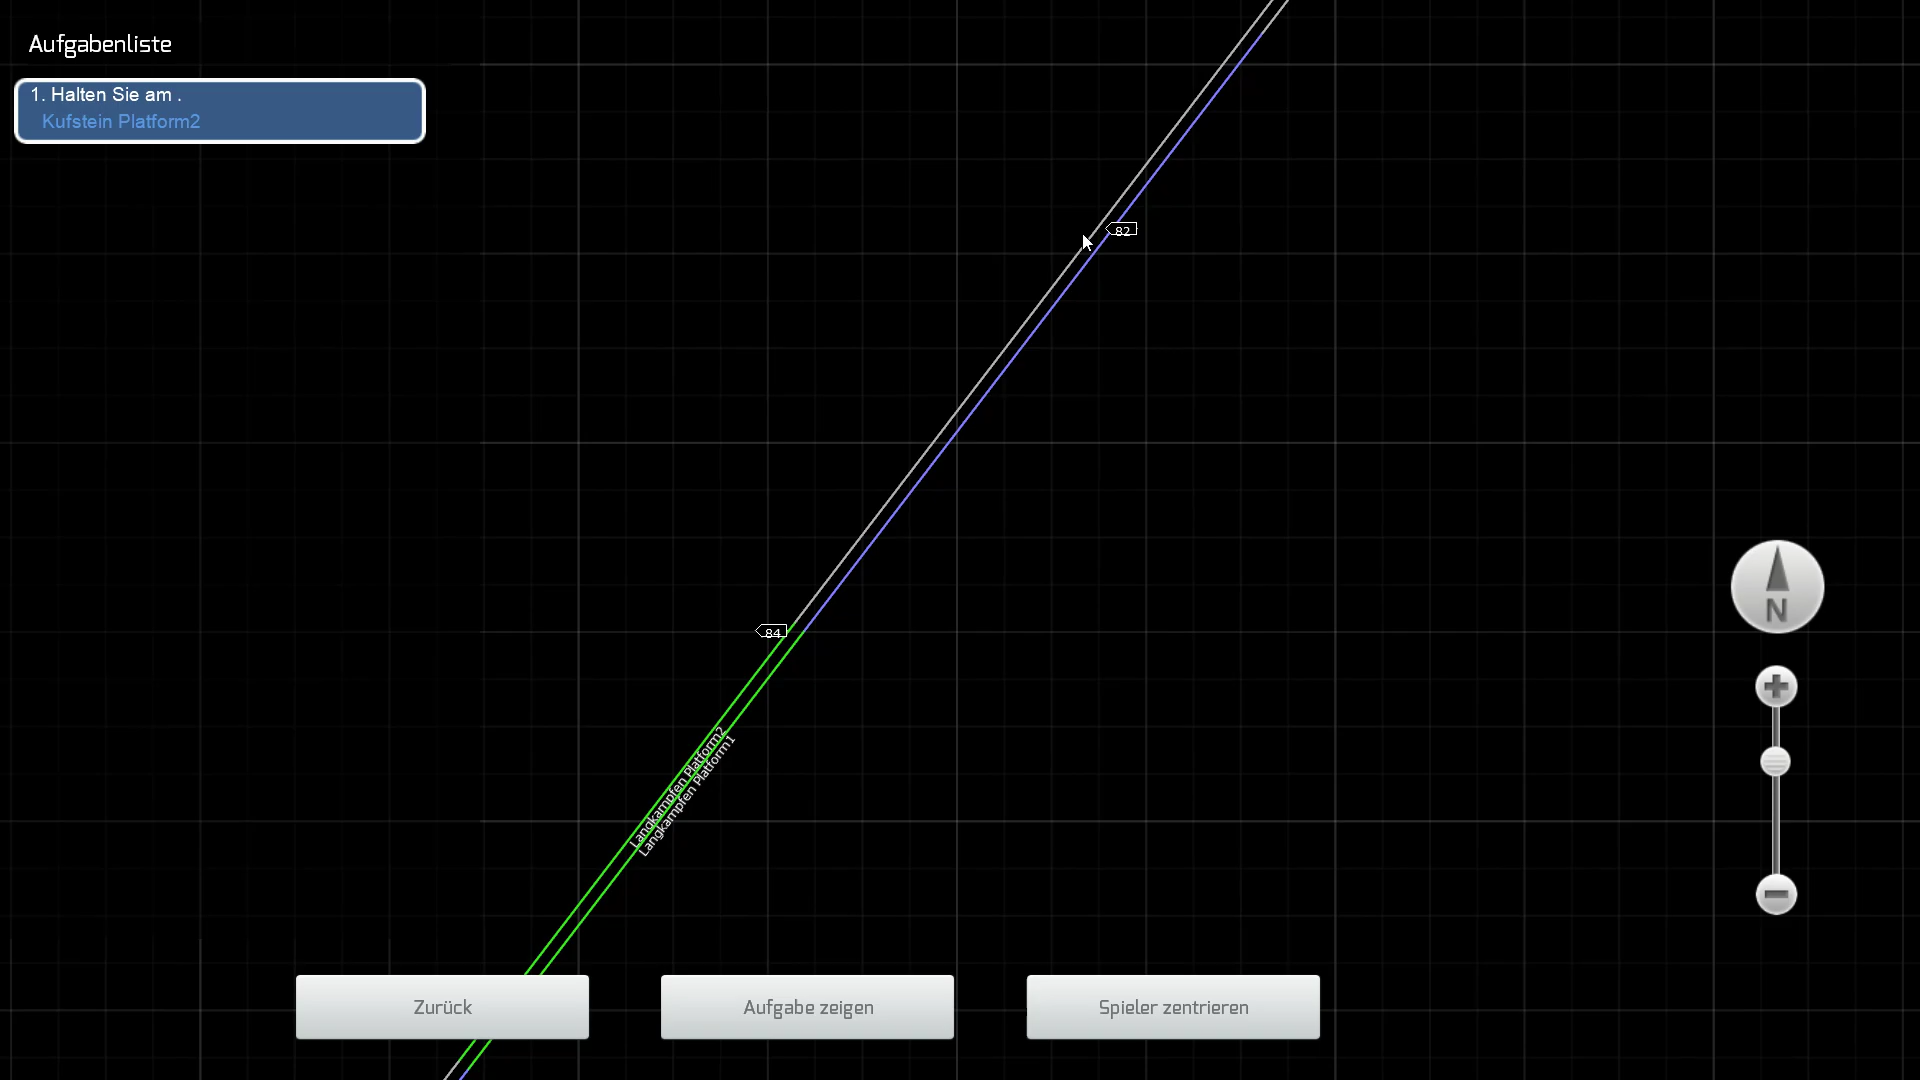 Aufgabenliste
1. Halten Sie am .
Kufstein Platform2
82
84
Langkampfen Platform2
Langkampfen Platform1
N
Zurück
Aufgabe zeigen
Spieler zentrieren